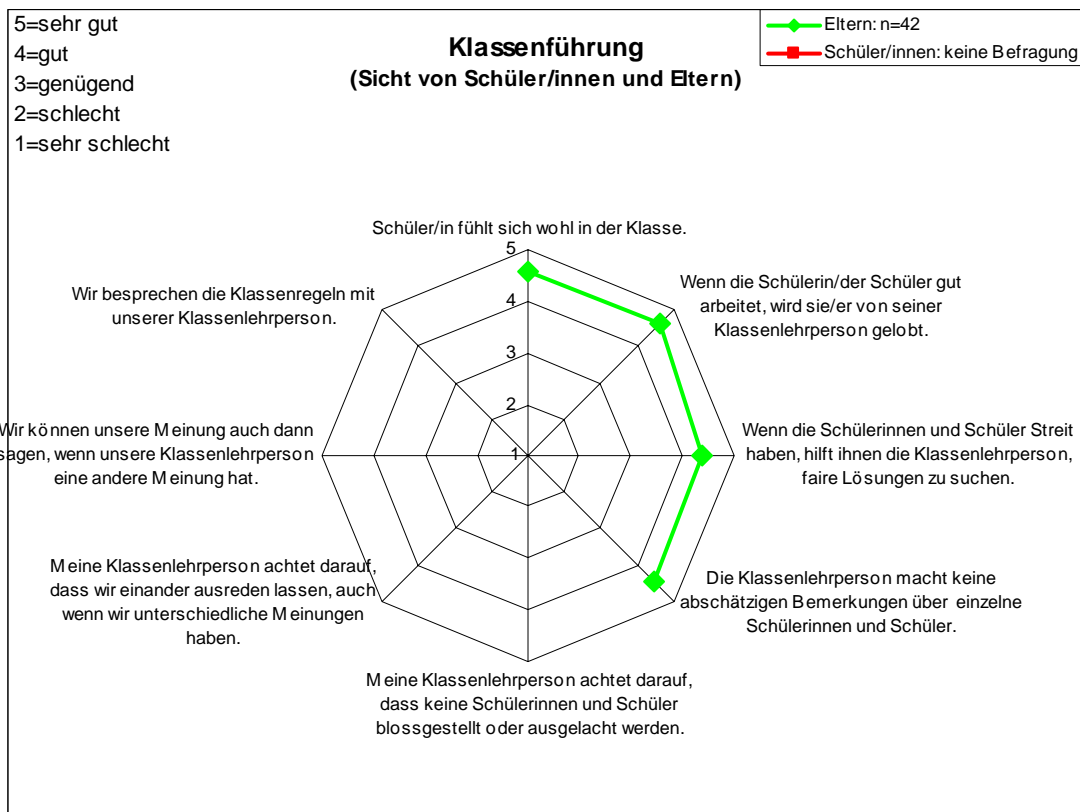 5=sehr gut
4=gut
3=genügend
2=schlecht
1=sehr schlecht
Klassenführung
(Sicht von Schüler/innen und Eltern)
Eltern: n=42
Schüler/innen: keine Befragung
Schüler/in fühlt sich wohl in der Klasse.
Wenn die Schülerin/der Schüler gut
arbeitet, wird sie/er von seiner
Klassenlehrperson gelobt.
Wenn die Schülerinnen und Schüler Streit
haben, hilft ihnen die Klassenlehrperson,
faire Lösungen zu suchen.
Die Klassenlehrperson macht keine
abschätzigen Bemerkungen über einzelne
Schülerinnen und Schüler.
Meine Klassenlehrperson achtet darauf,
dass keine Schülerinnen und Schüler
blossgestellt oder ausgelacht werden.
Meine Klassenlehrperson achtet darauf,
dass wir einander ausreden lassen, auch
wenn wir unterschiedliche Meinungen
haben.
Wir können unsere Meinung auch dann
sagen, wenn unsere Klassenlehrperson
eine andere Meinung hat.
Wir besprechen die Klassenregeln mit
unserer Klassenlehrperson.
5
4
3
2
1